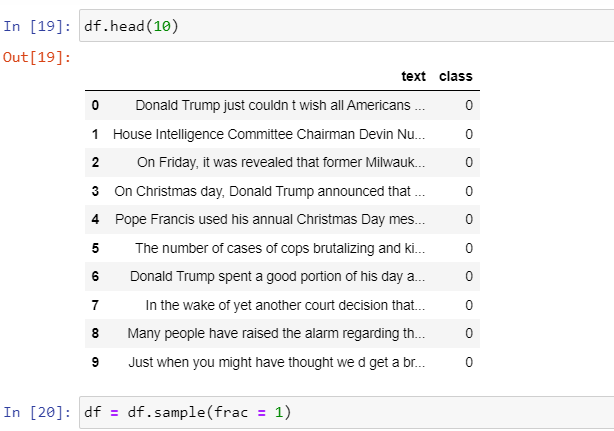 In [19]: df.head(10)
Out[19]:
text class
0 Donald Trump just couldn t wish all Americans ... 0
1 House Intelligence Committee Chairman Devin Nu... 0
2 On Friday, it was revealed that former Milwauk... 0
3 On Christmas day, Donald Trump announced that ... 0
4 Pope Francis used his annual Christmas Day mes... 0
5 The number of cases of cops brutalizing and ki... 0
6 Donald Trump spent a good portion of his day a... 0
7 In the wake of yet another court decision that... 0
8 Many people have raised the alarm regarding th... 0
9 Just when you might have thought we d get a br... 0
In [20]: df = df.sample(frac = 1)